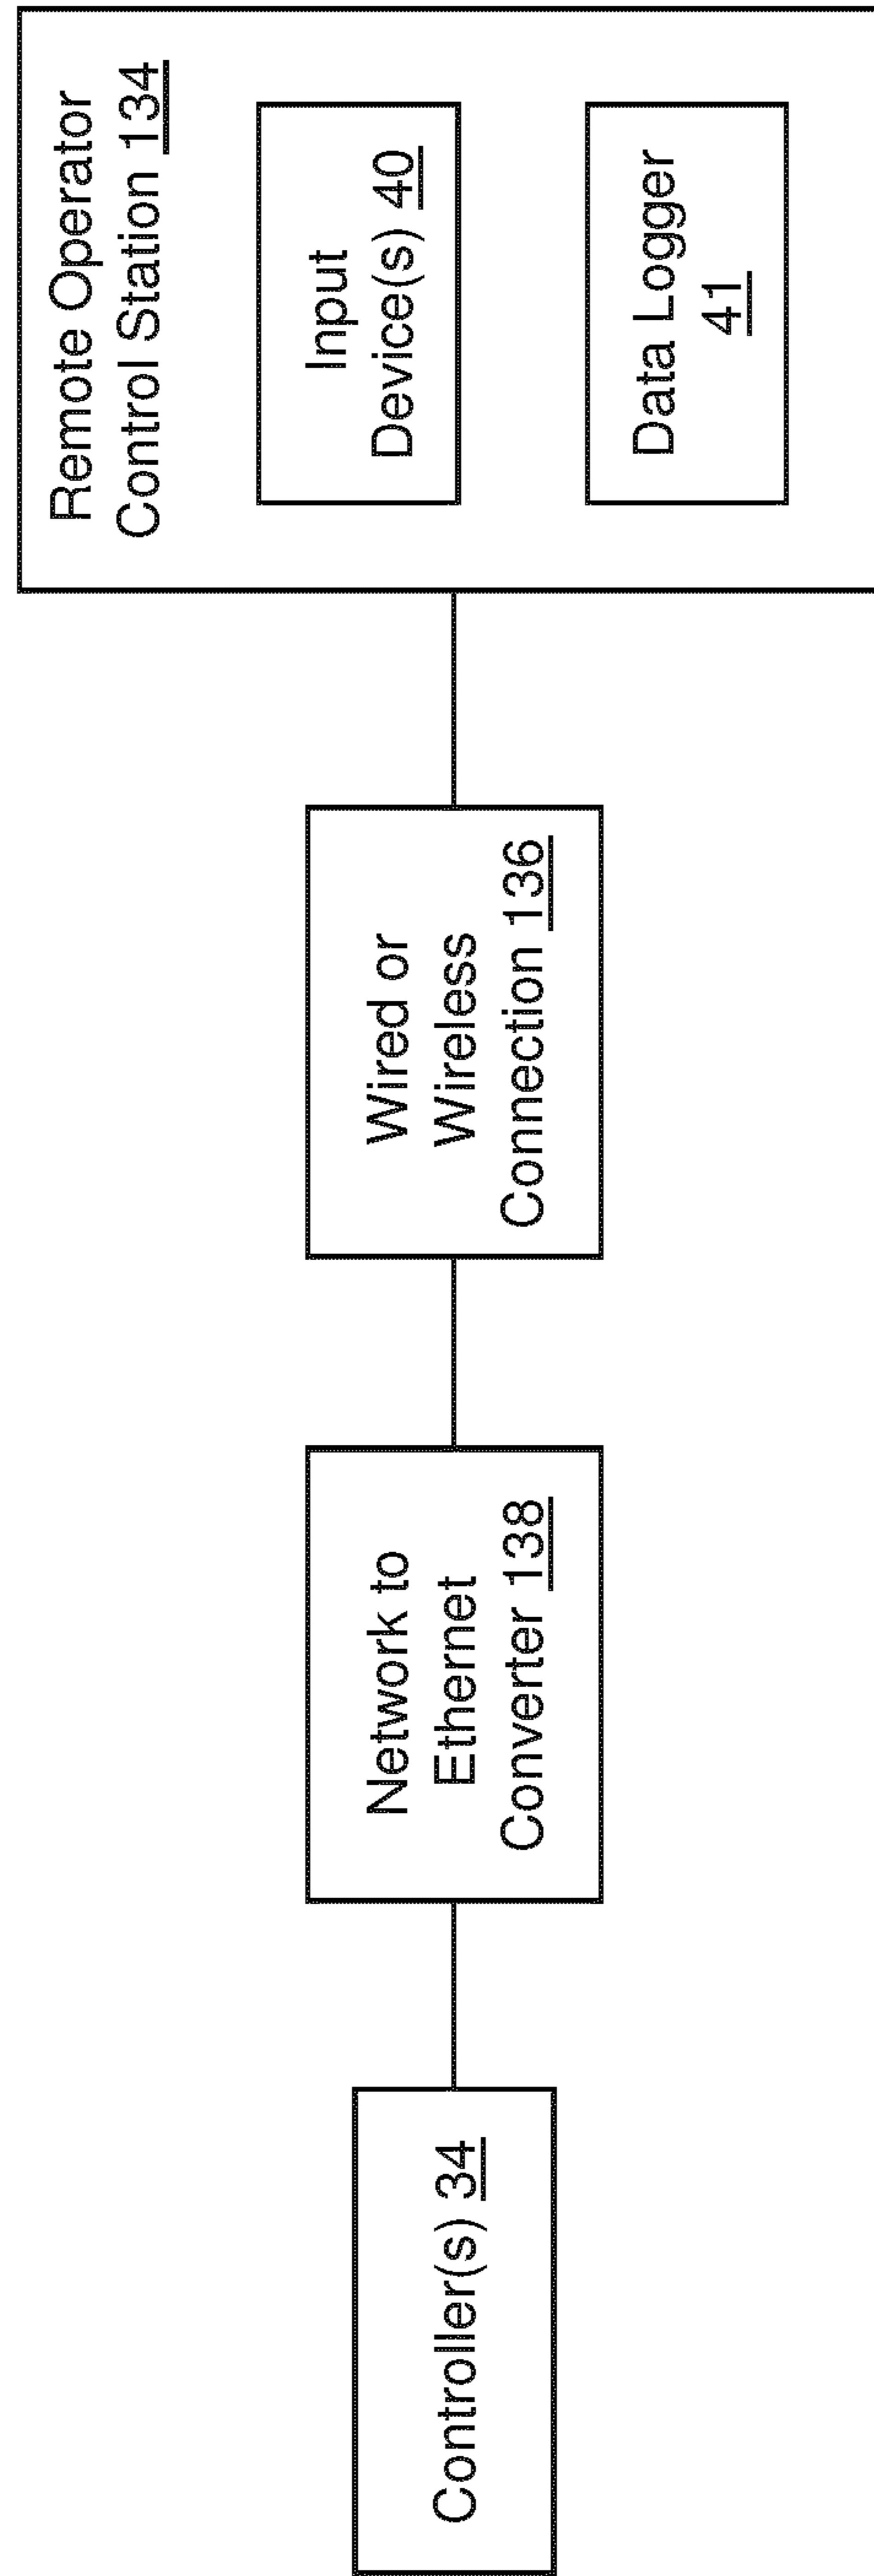 Controller(s) 34
Network to
Ethernet
Converter 138
Wired or
Wireless
Connection 136
Remote Operator
Control Station 134
Input
Device(s) 40
Data Logger
41